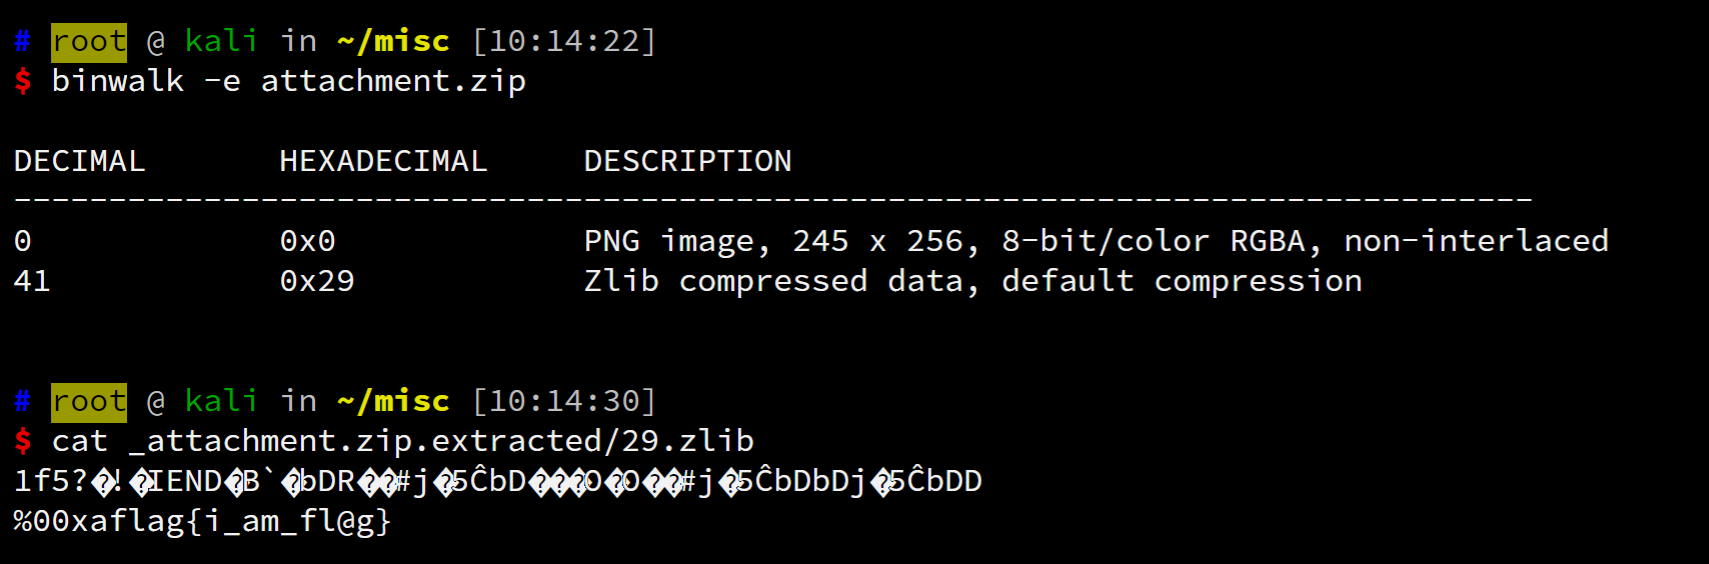 # root @ kali in ~/misc [10:14:22]
$ binwalk -e attachment.zip
DECIMAL       HEXADECIMAL     DESCRIPTION
--------------------------------------------------------------------------------
0             0x0             PNG image, 245 x 256, 8-bit/color RGBA, non-interlaced
41            0x29            Zlib compressed data, default compression
# root @ kali in ~/misc [10:14:30]
$ cat _attachment.zip.extracted/29.zlib
1f5?�!�IEND�B`�bDR��#j�5ĈbD���O�O��#j�5ĈbDbDj�5ĈbDD
%00xaflag{i_am_fl@g}